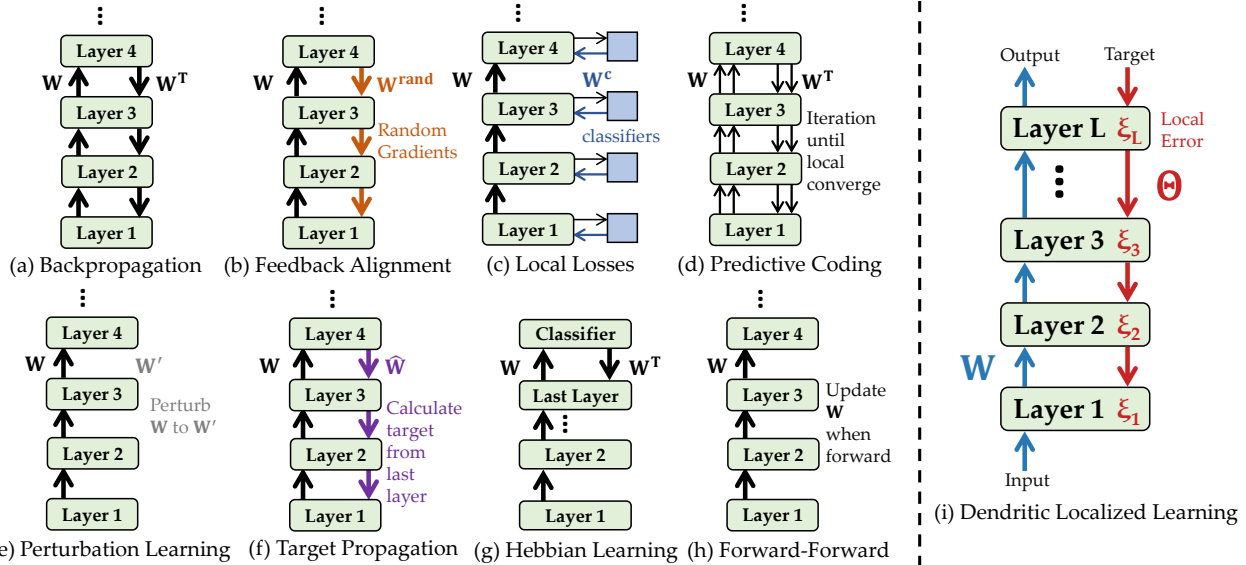 Layer 4
W
W^T
Layer 3
Layer 2
Layer 1
(a) Backpropagation
Layer 4
W
W^rand
Layer 3
Random
Gradients
Layer 2
Layer 1
(b) Feedback Alignment
Layer 4
W
W^c
Layer 3
classifiers
Layer 2
Layer 1
(c) Local Losses
Layer 4
W
W^T
Layer 3
Iteration
until
local
converge
Layer 2
Layer 1
(d) Predictive Coding
Layer 4
W
W′
Layer 3
Perturb
W to W′
Layer 2
Layer 1
e) Perturbation Learning
Layer 4
W
Ŵ
Layer 3
Calculate
target
from
last
layer
Layer 2
Layer 1
(f) Target Propagation
Classifier
W
W^T
Last Layer
Layer 2
Layer 1
(g) Hebbian Learning
Layer 4
W
Layer 3
Update
W
when
forward
Layer 2
Layer 1
(h) Forward-Forward
Output
Target
Layer L ξ_L
Local
Error
Θ
Layer 3 ξ_3
Layer 2 ξ_2
W
Layer 1 ξ_1
Input
(i) Dendritic Localized Learning